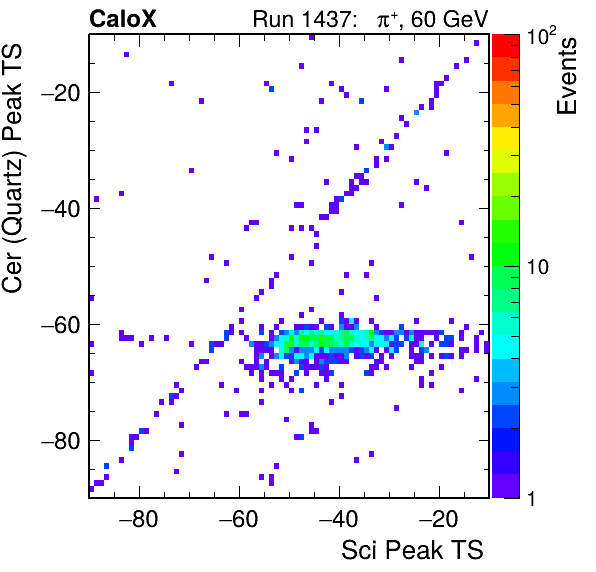 CaloX Run 1437: π⁺, 60 GeV
Cer (Quartz) Peak TS
−20
−40
−60
−80
−80 −60 −40 −20
Sci Peak TS
10²
10
1
Events